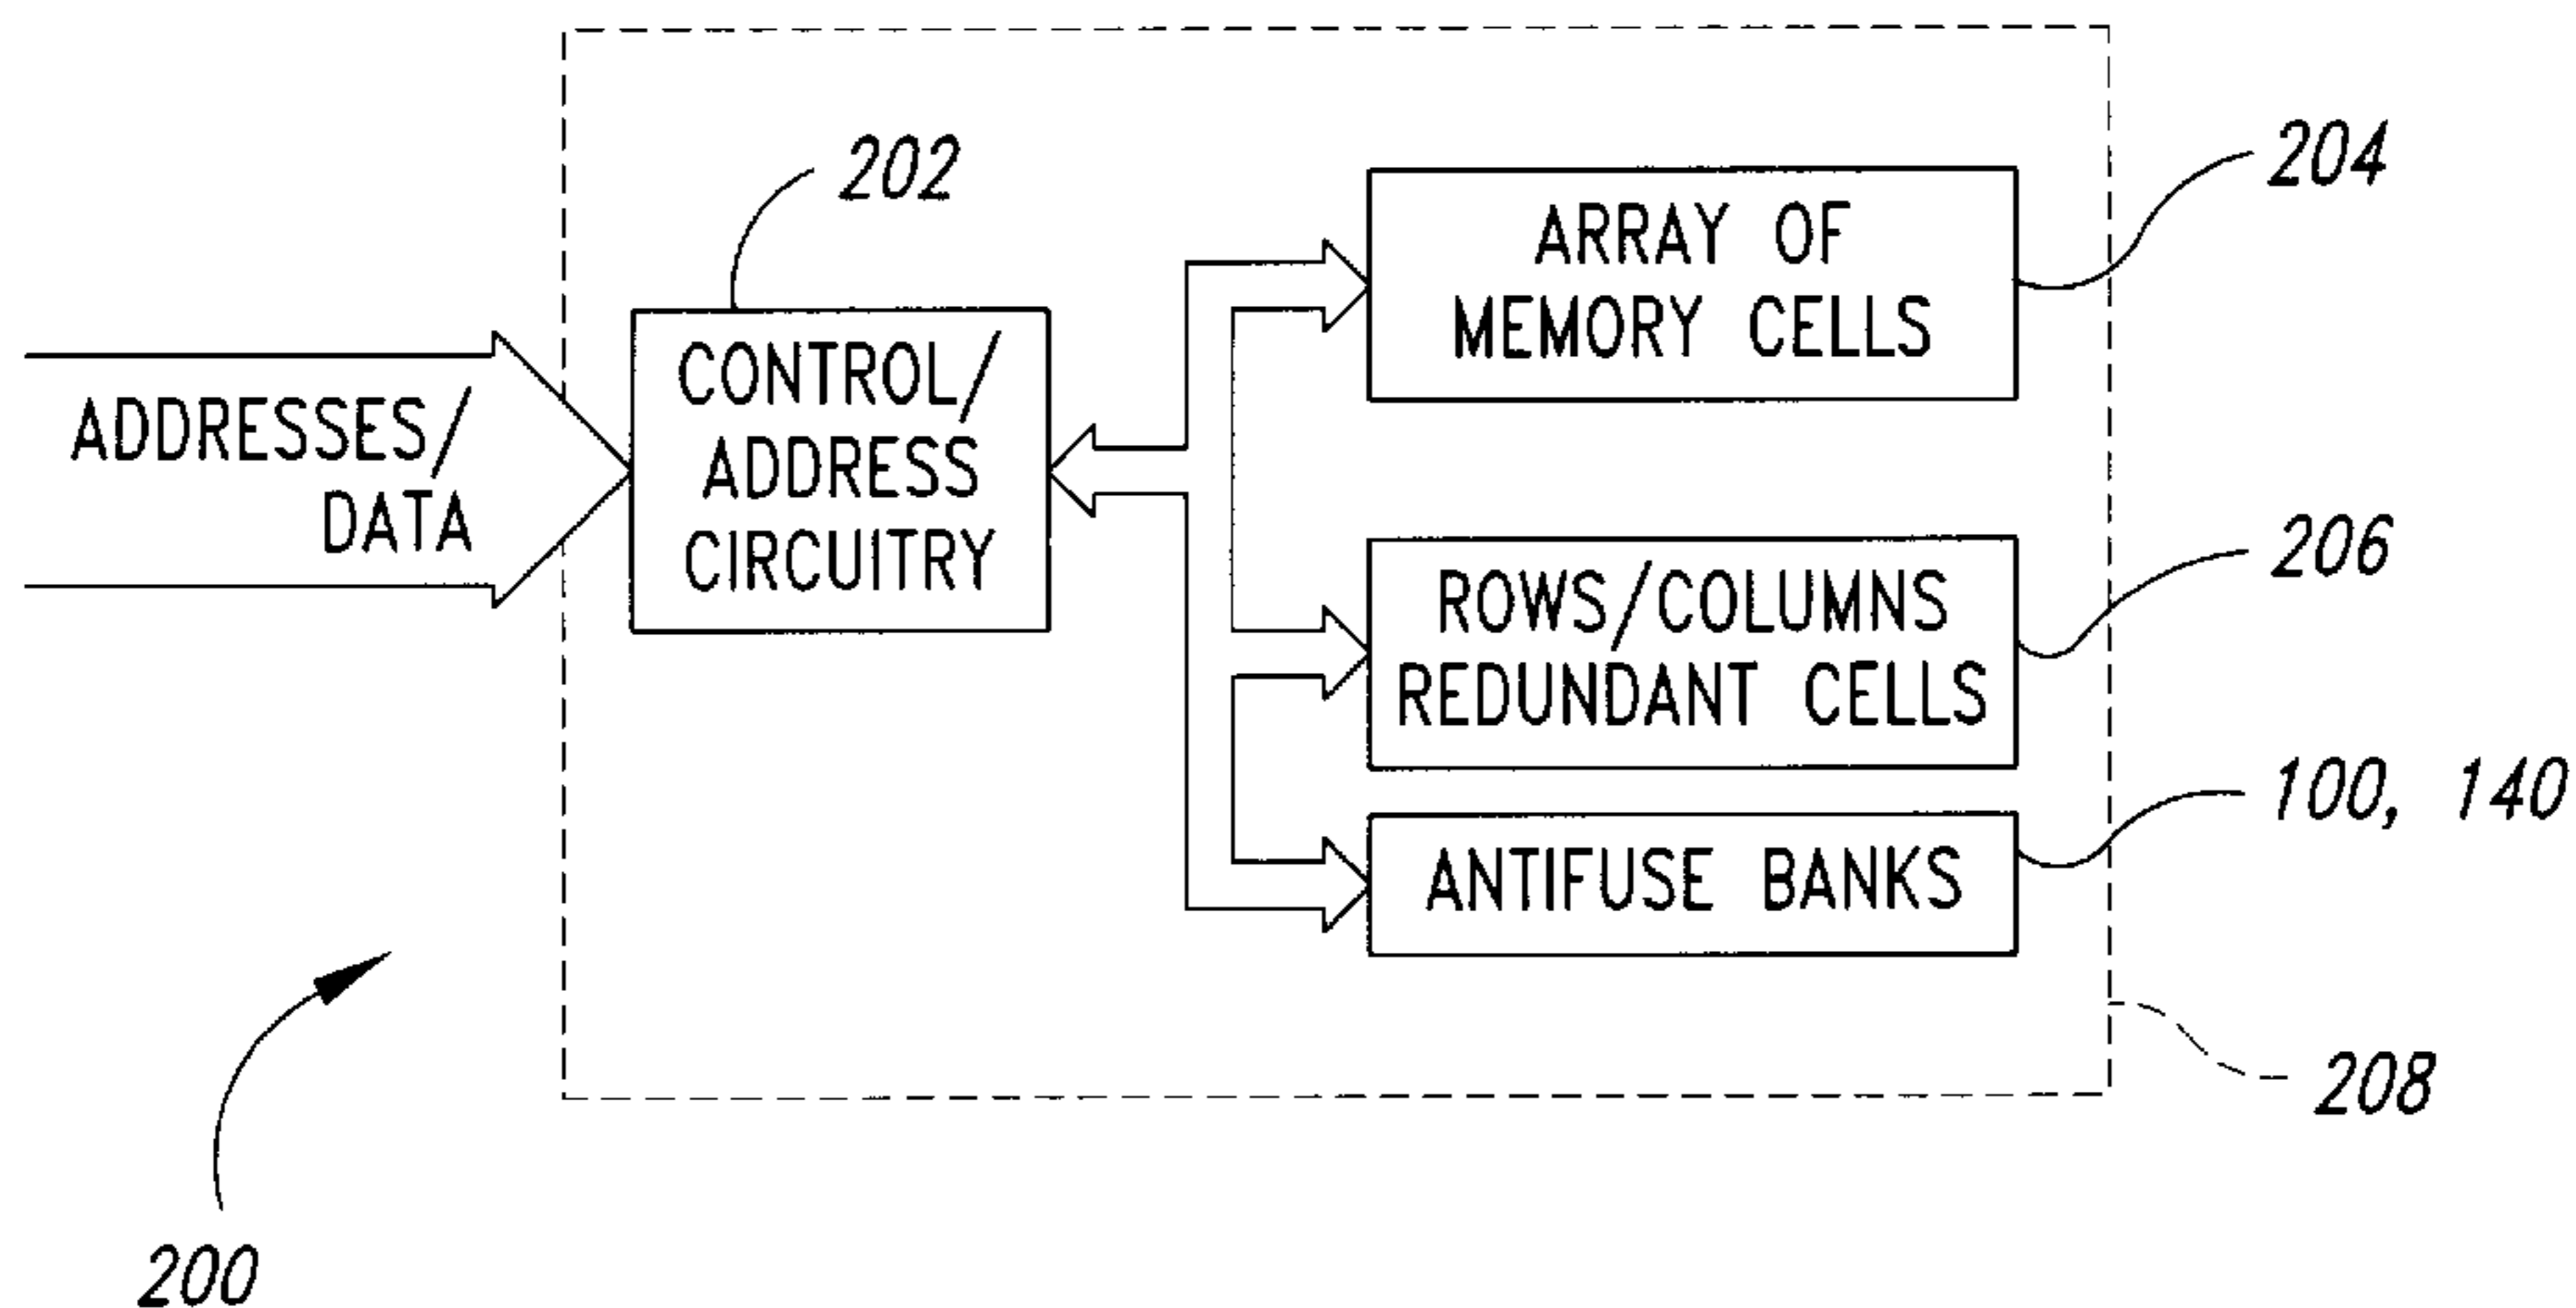 202
204
ARRAY OF
MEMORY CELLS
ADDRESSES/
DATA
CONTROL/
ADDRESS
CIRCUITRY
206
ROWS/COLUMNS
REDUNDANT CELLS
100, 140
ANTIFUSE BANKS
208
200